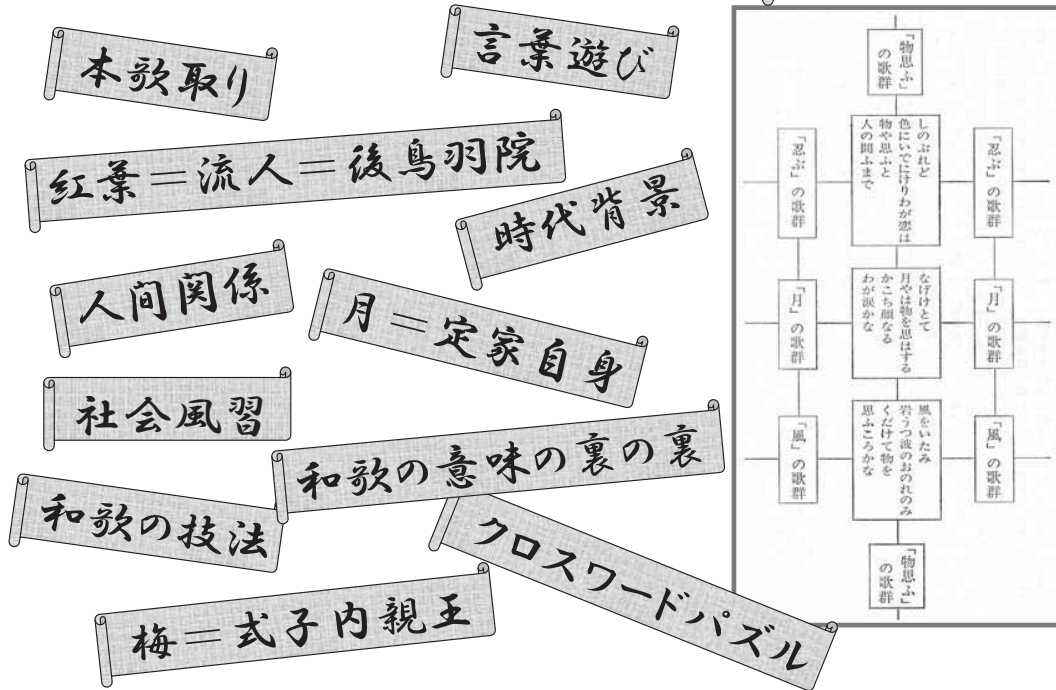 本歌取り
言葉遊び
紅葉＝流人＝後鳥羽院
時代背景
人間関係
月＝定家自身
社会風習
和歌の意味の裏の裏
和歌の技法
クロスワードパズル
梅＝式子内親王
「物思ふ」
の歌群
「忍ぶ」の歌群
しのぶれど
色にいでにけりわが恋は
物や思ふと
人の問ふまで
「忍ぶ」の歌群
「月」の歌群
なげけとて
月やは物を思はする
かこち顔なる
わが涙かな
「月」の歌群
「風」の歌群
風をいたみ
岩うつ波のおのれのみ
くだけて物を
思ふころかな
「風」の歌群
「物思ふ」
の歌群